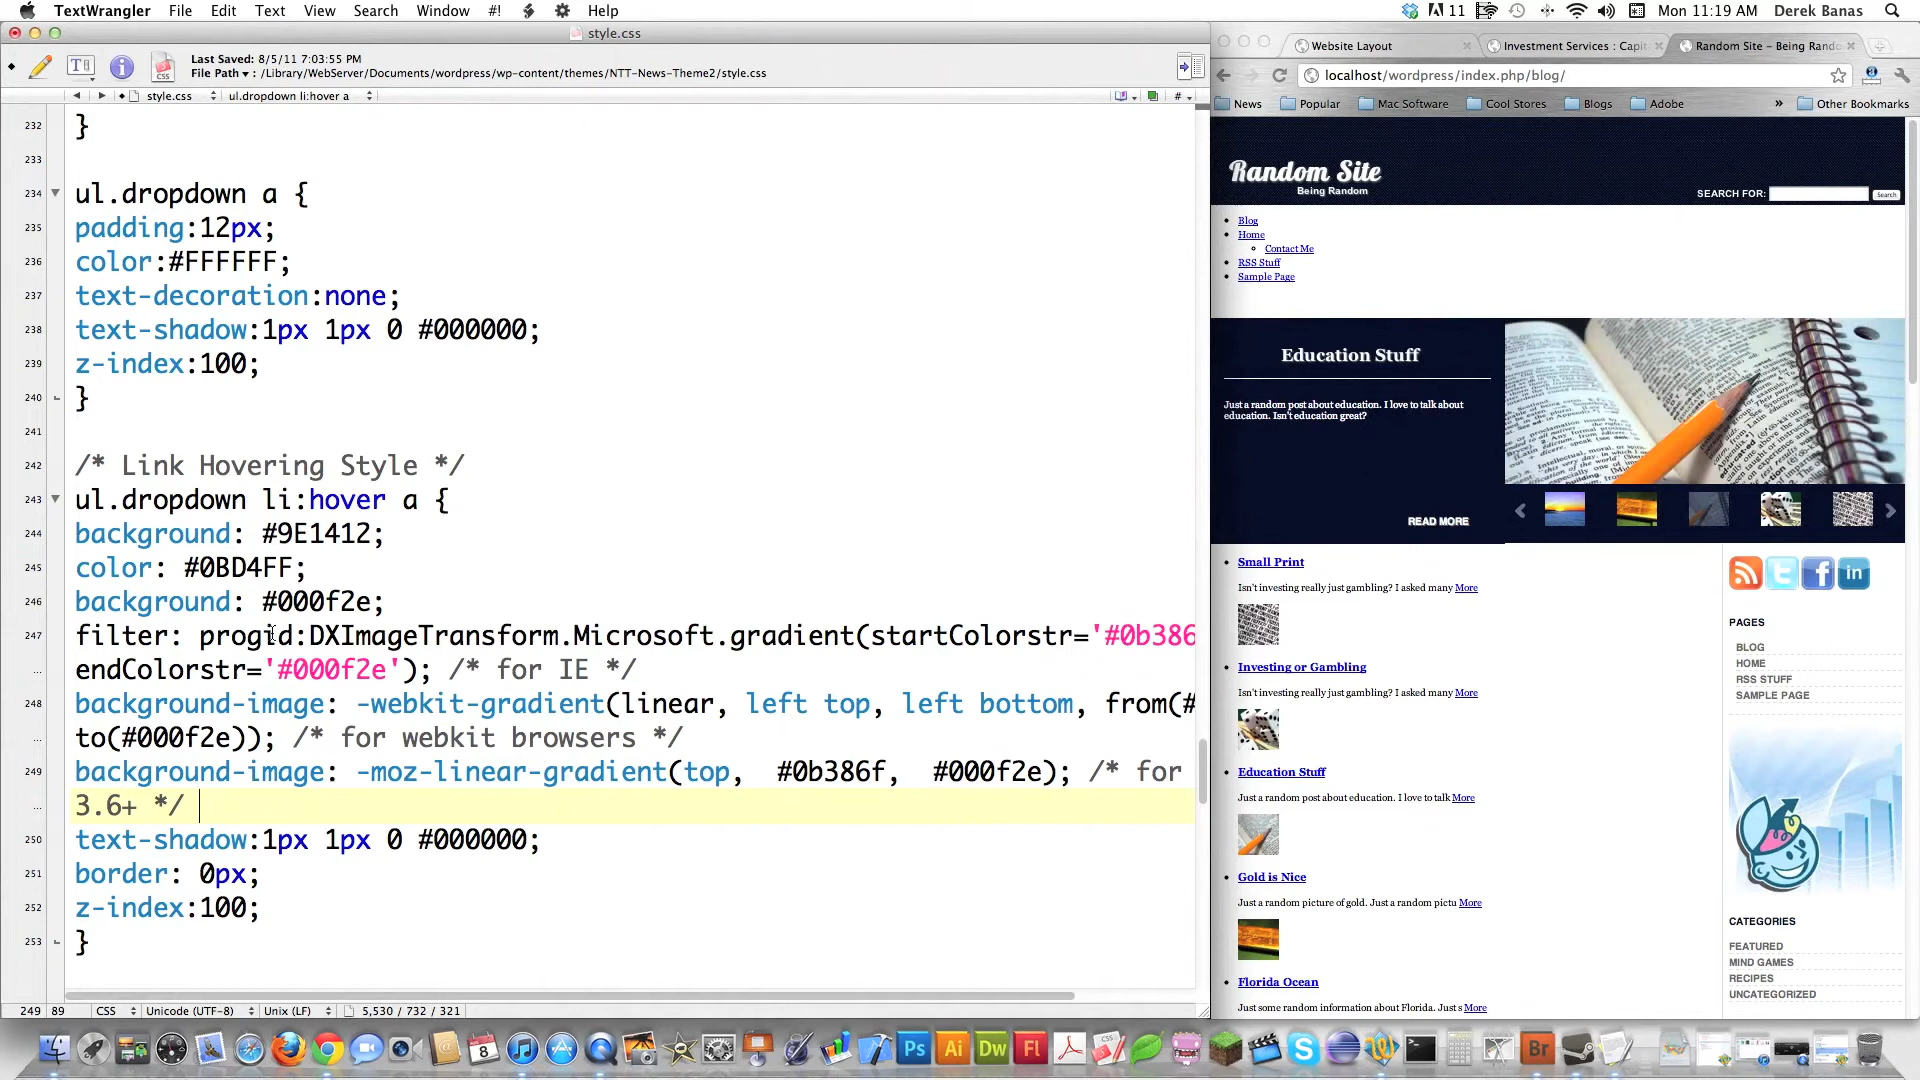 TextWrangler File Edit Text View Search Window #! Help
11 Mon 11:19 AM Derek Banas
style.css
Last Saved: 8/5/11 7:03:55 PM
File Path ▾ : /Library/WebServer/Documents/wordpress/wp-content/themes/NTT-News-Theme2/style.css
style.css ul.dropdown li:hover a
232 }
233
234 ul.dropdown a {
235 padding:12px;
236 color:#FFFFFF;
237 text-decoration:none;
238 text-shadow:1px 1px 0 #000000;
239 z-index:100;
240 }
241
242 /* Link Hovering Style */
243 ul.dropdown li:hover a {
244 background: #9E1412;
245 color: #0BD4FF;
246 background: #000f2e;
247 filter: progid:DXImageTransform.Microsoft.gradient(startColorstr='#0b386
... endColorstr='#000f2e'); /* for IE */
248 background-image: -webkit-gradient(linear, left top, left bottom, from(#
... to(#000f2e)); /* for webkit browsers */
249 background-image: -moz-linear-gradient(top, #0b386f, #000f2e); /* for
... 3.6+ */
250 text-shadow:1px 1px 0 #000000;
251 border: 0px;
252 z-index:100;
253 }
249 89 CSS Unicode (UTF-8) Unix (LF) 5,530 / 732 / 321
Website Layout Investment Services : Capit Random Site – Being Rando
localhost/wordpress/index.php/blog/
News Popular Mac Software Cool Stores Blogs Adobe » Other Bookmarks
Random Site
Being Random
SEARCH FOR: Search
Blog
Home
Contact Me
RSS Stuff
Sample Page
Education Stuff
Just a random post about education. I love to talk about
education. Isn't education great?
READ MORE
Small Print
Isn't investing really just gambling? I asked many More
Investing or Gambling
Isn't investing really just gambling? I asked many More
Education Stuff
Just a random post about education. I love to talk More
Gold is Nice
Just a random picture of gold. Just a random pictu More
Florida Ocean
Just some random information about Florida. Just s More
in
PAGES
BLOG
HOME
RSS STUFF
SAMPLE PAGE
CATEGORIES
FEATURED
MIND GAMES
RECIPES
UNCATEGORIZED
8 Ps Ai Dw Fl Br